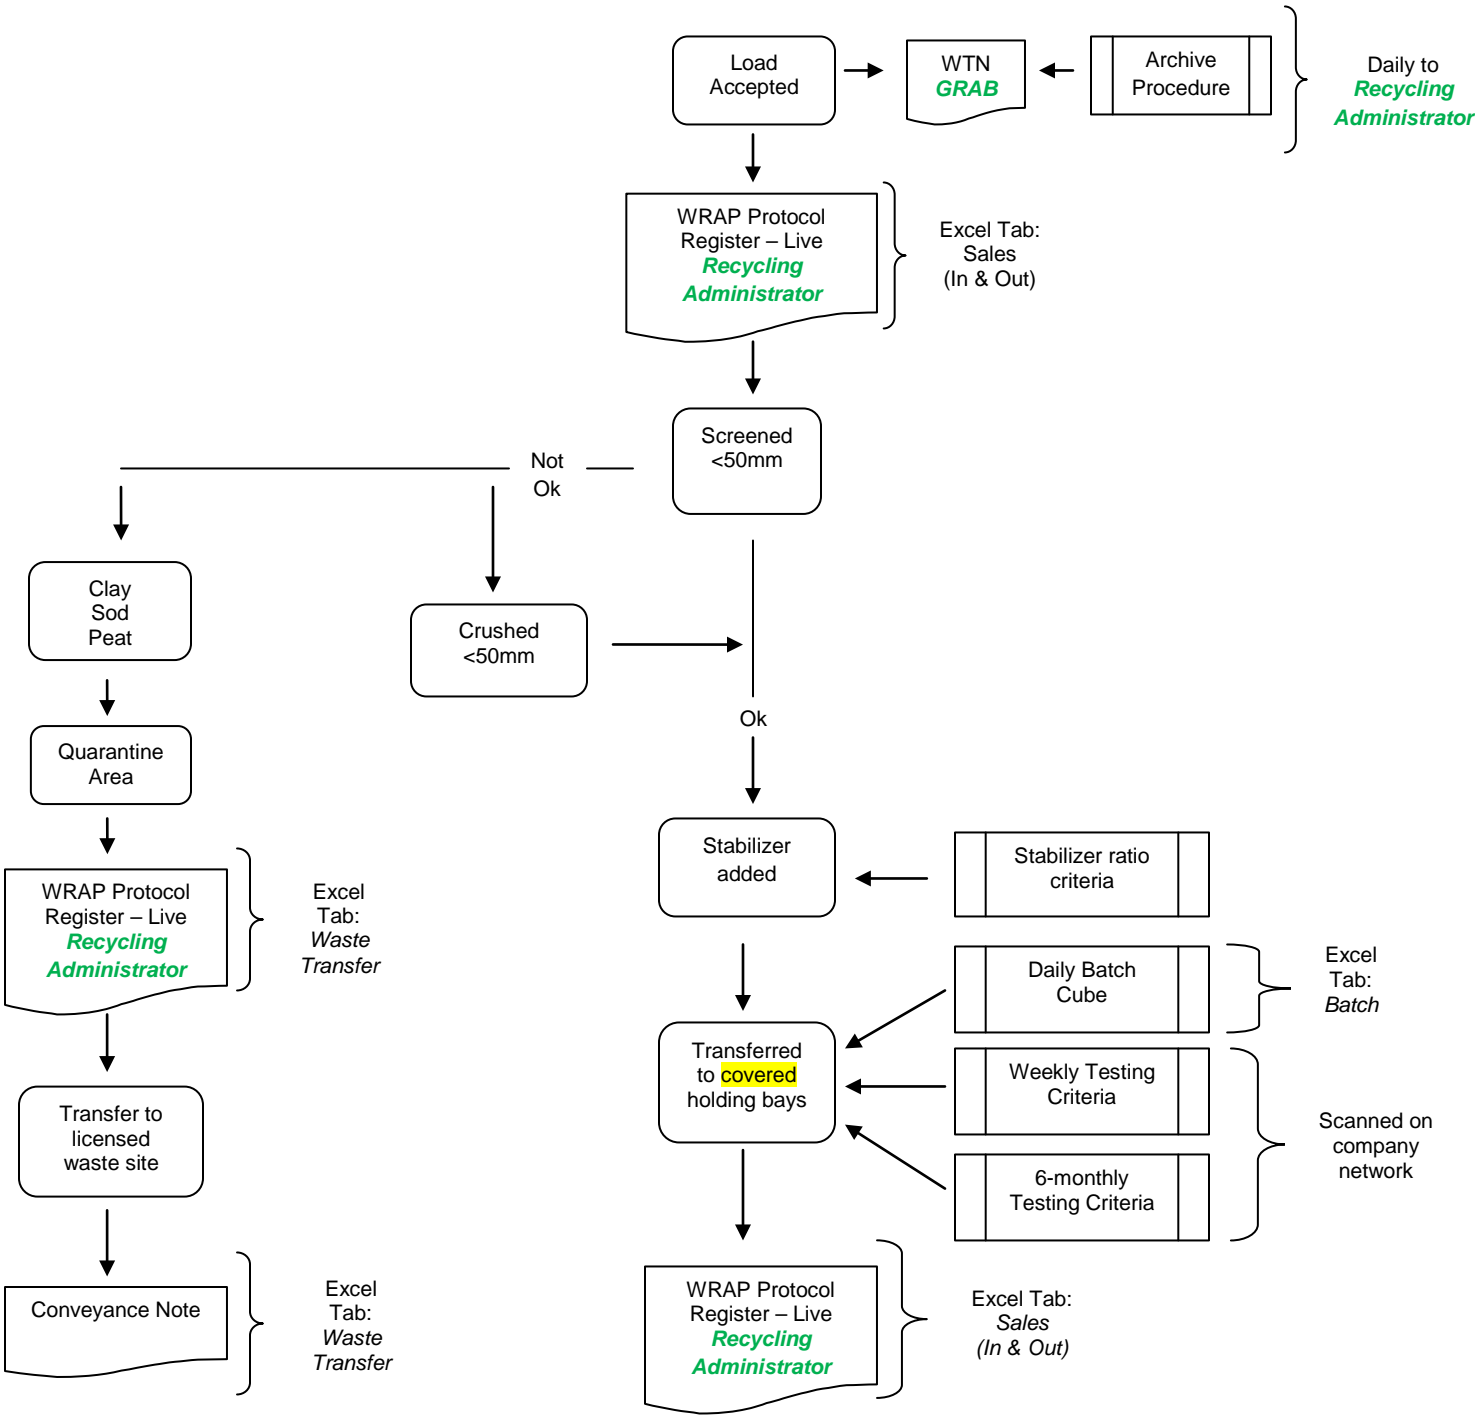 Load
Accepted
WTN
GRAB
Archive
Procedure
Daily to
Recycling
Administrator
WRAP Protocol
Register – Live
Recycling
Administrator
Excel Tab:
Sales
(In & Out)
Screened
<50mm
Not
Ok
Clay
Sod
Peat
Crushed
<50mm
Ok
Quarantine
Area
Stabilizer
added
Stabilizer ratio
criteria
WRAP Protocol
Register – Live
Recycling
Administrator
Excel
Tab:
Waste
Transfer
Daily Batch
Cube
Excel
Tab:
Batch
Transferred
to covered
holding bays
Weekly Testing
Criteria
Transfer to
licensed
waste site
6-monthly
Testing Criteria
Scanned on
company
network
Conveyance Note
Excel
Tab:
Waste
Transfer
WRAP Protocol
Register – Live
Recycling
Administrator
Excel Tab:
Sales
(In & Out)